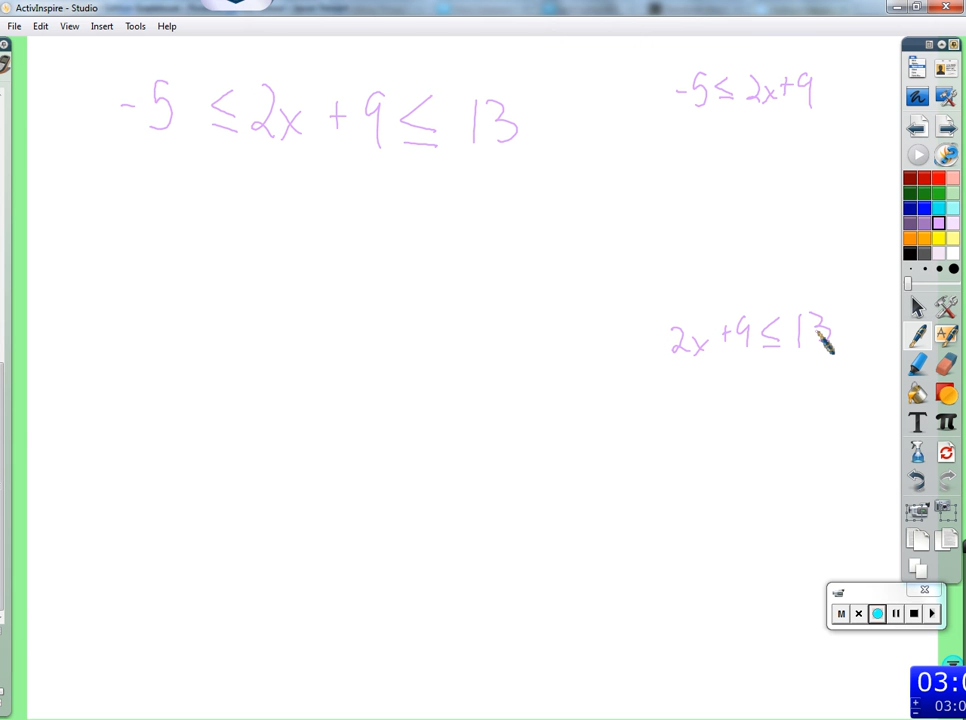 ActivInspire - Studio
File Edit View Insert Tools Help
-5 ≤ 2x + 9 ≤ 13
-5 ≤ 2x+9
2x +9 ≤ 13
M
03:0
03:0